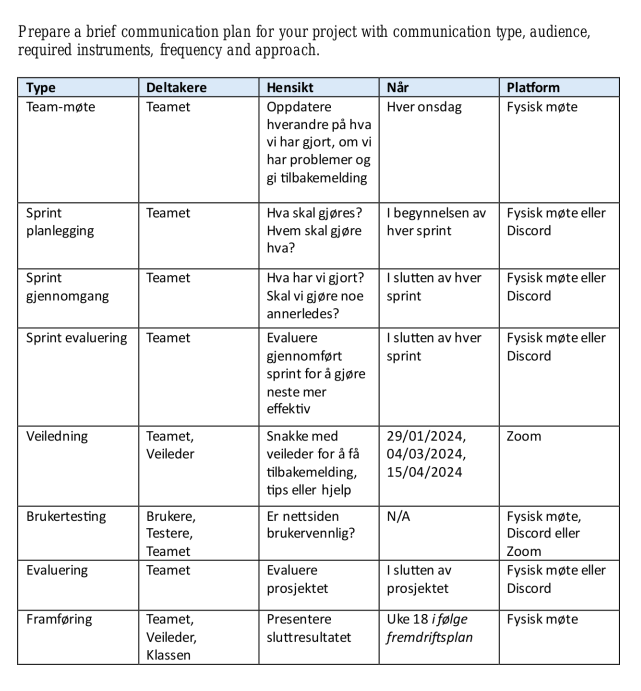 Prepare a brief communication plan for your project with communication type, audience,
required instruments, frequency and approach.
Type Deltakere Hensikt Når Platform
Team-møte Teamet Oppdatere Hver onsdag Fysisk møte
hverandre på hva
vi har gjort, om vi
har problemer og
gi tilbakemelding
Sprint Teamet Hva skal gjøres? I begynnelsen av Fysisk møte eller
planlegging Hvem skal gjøre hver sprint Discord
hva?
Sprint Teamet Hva har vi gjort? I slutten av hver Fysisk møte eller
gjennomgang Skal vi gjøre noe sprint Discord
annerledes?
Sprint evaluering Teamet Evaluere I slutten av hver Fysisk møte eller
gjennomført sprint Discord
sprint for å gjøre
neste mer
effektiv
Veiledning Teamet, Snakke med 29/01/2024, Zoom
Veileder veileder for å få 04/03/2024,
tilbakemelding, 15/04/2024
tips eller hjelp
Brukertesting Brukere, Er nettsiden N/A Fysisk møte,
Testere, brukervennlig? Discord eller
Teamet Zoom
Evaluering Teamet Evaluere I slutten av Fysisk møte eller
prosjektet prosjektet Discord
Framføring Teamet, Presentere Uke 18 i følge Fysisk møte
Veileder, sluttresultatet fremdriftsplan
Klassen